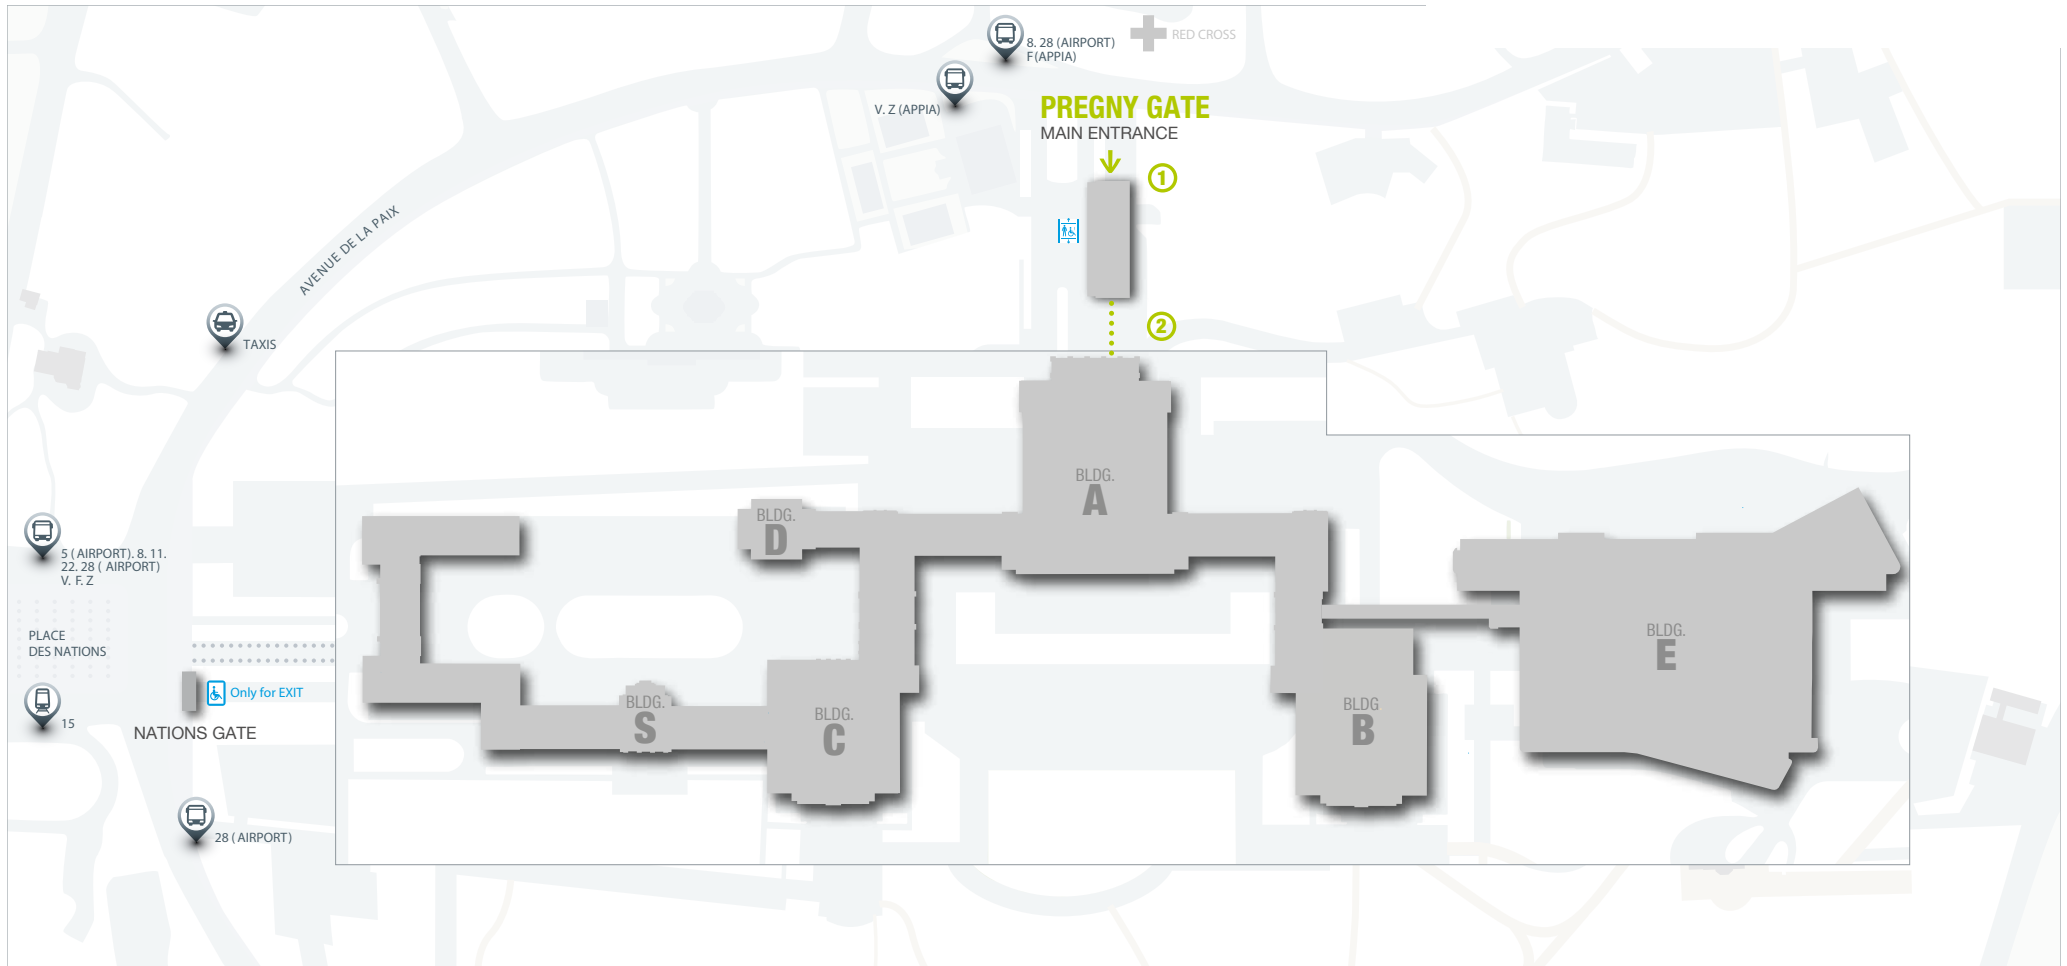 8. 28 (AIRPORT)
F (APPIA)
RED CROSS
V. Z (APPIA)
PREGNY GATE
MAIN ENTRANCE
1
AVENUE DE LA PAIX
2
TAXIS
BLDG.
A
BLDG.
D
5 ( AIRPORT). 8. 11.
22. 28 ( AIRPORT)
V. F. Z
PLACE
DES NATIONS
BLDG.
E
Only for EXIT
BLDG.
S
BLDG.
C
BLDG
B
15
NATIONS GATE
28 ( AIRPORT)